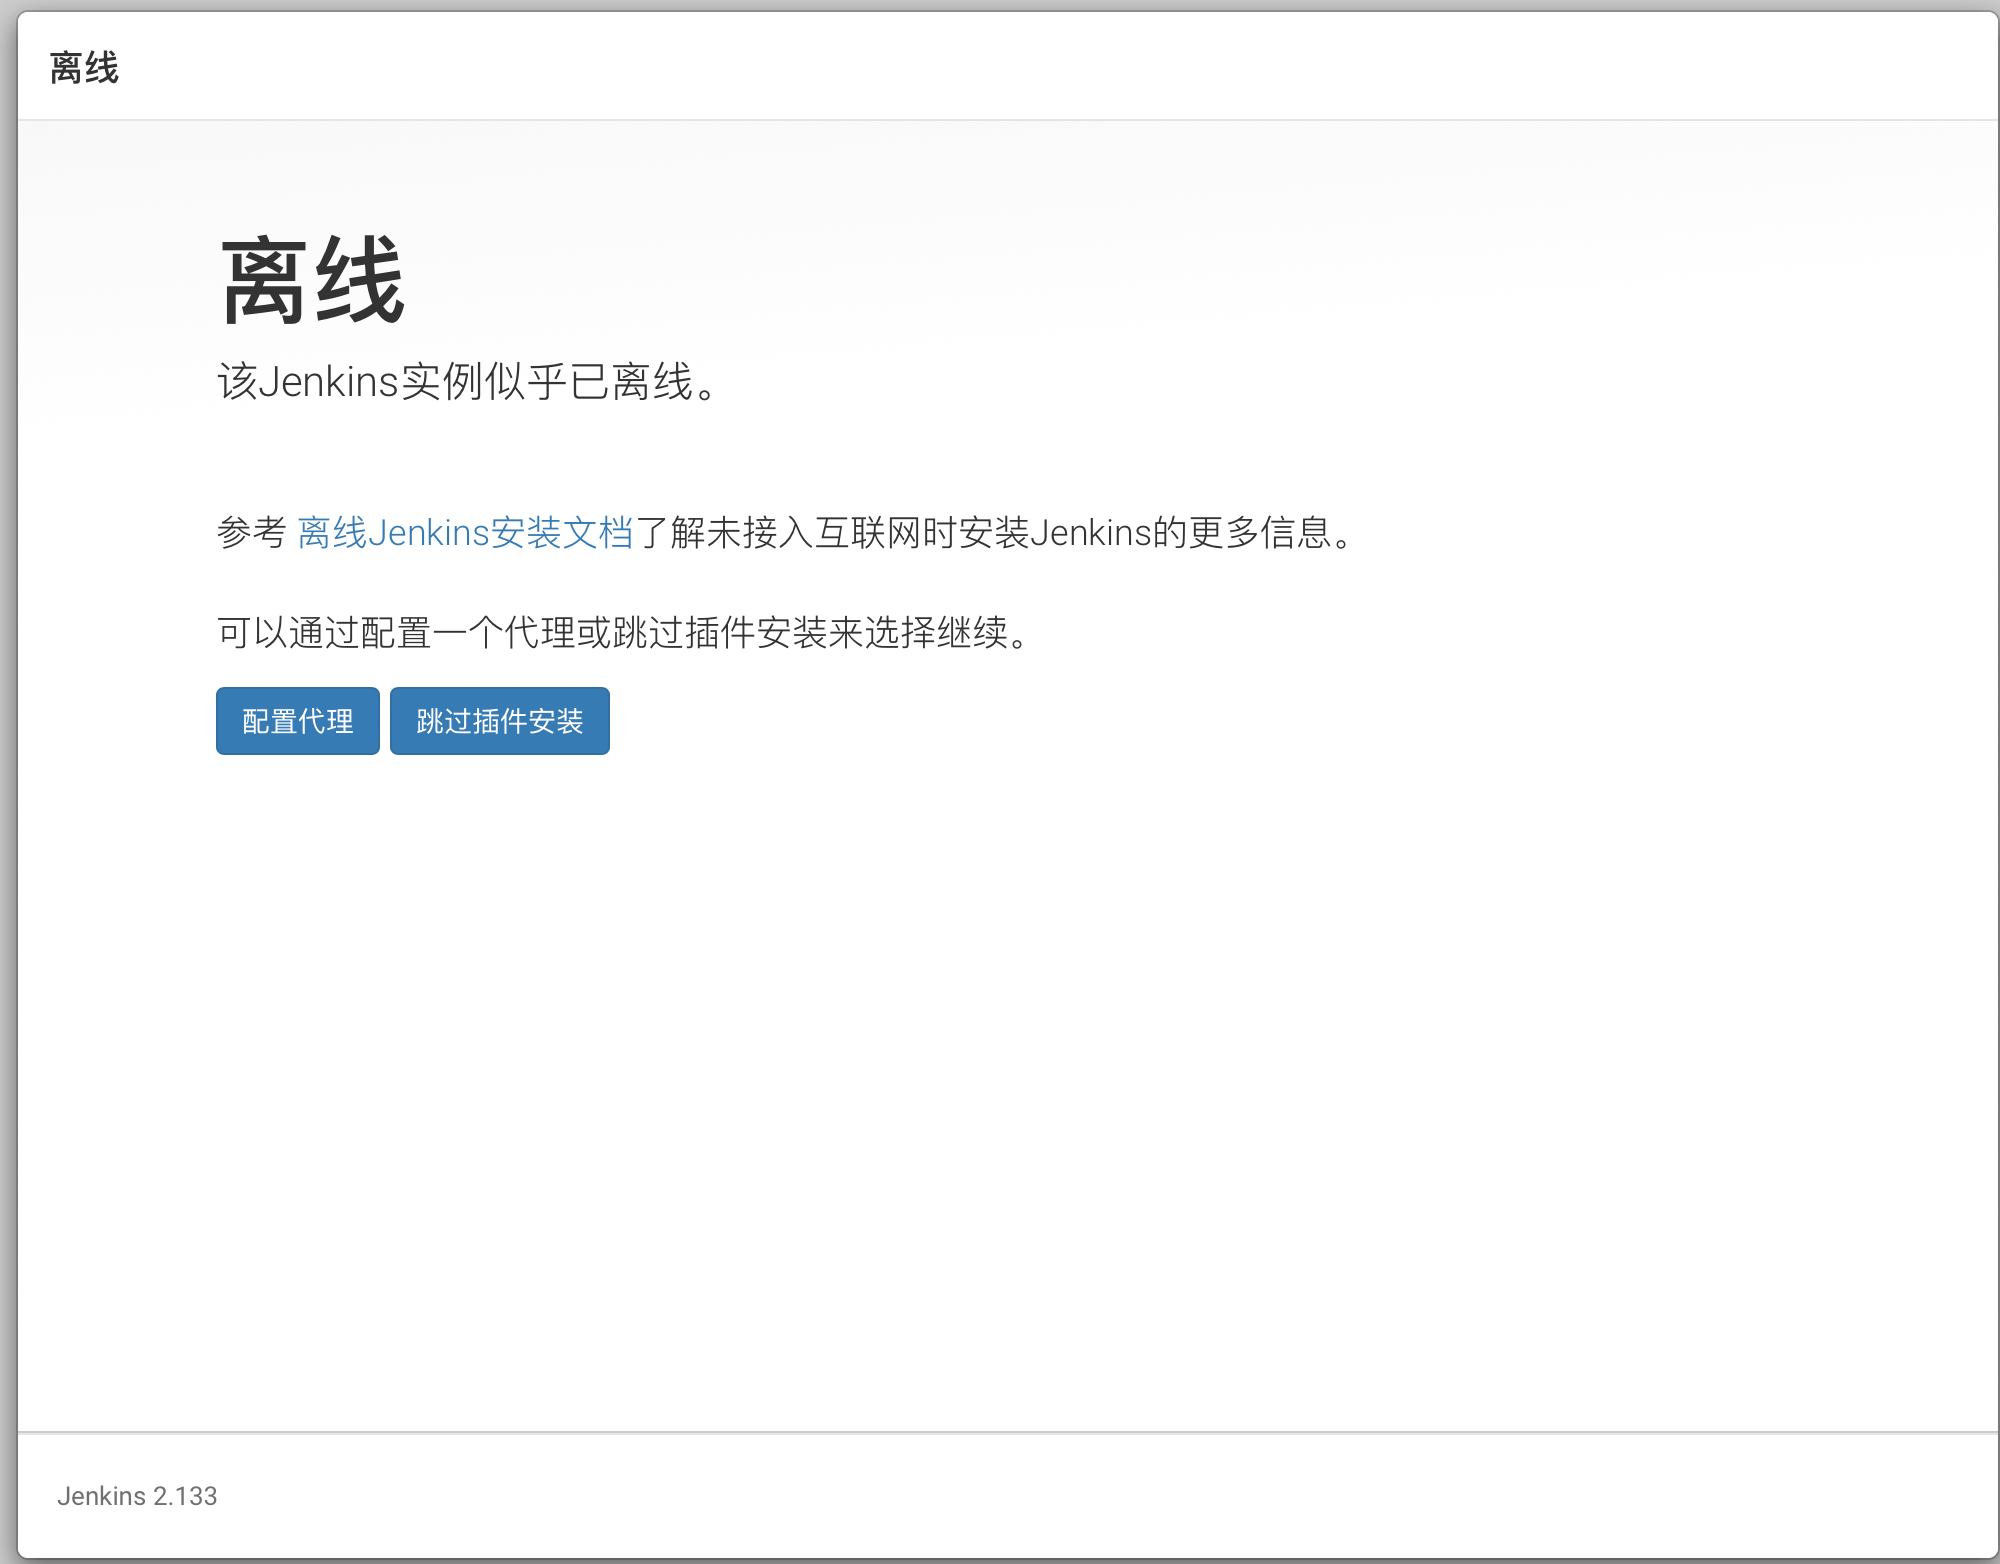 离线
离线
该Jenkins实例似乎已离线。
参考 离线Jenkins安装文档了解未接入互联网时安装Jenkins的更多信息。
可以通过配置一个代理或跳过插件安装来选择继续。
配置代理 跳过插件安装
Jenkins 2.133